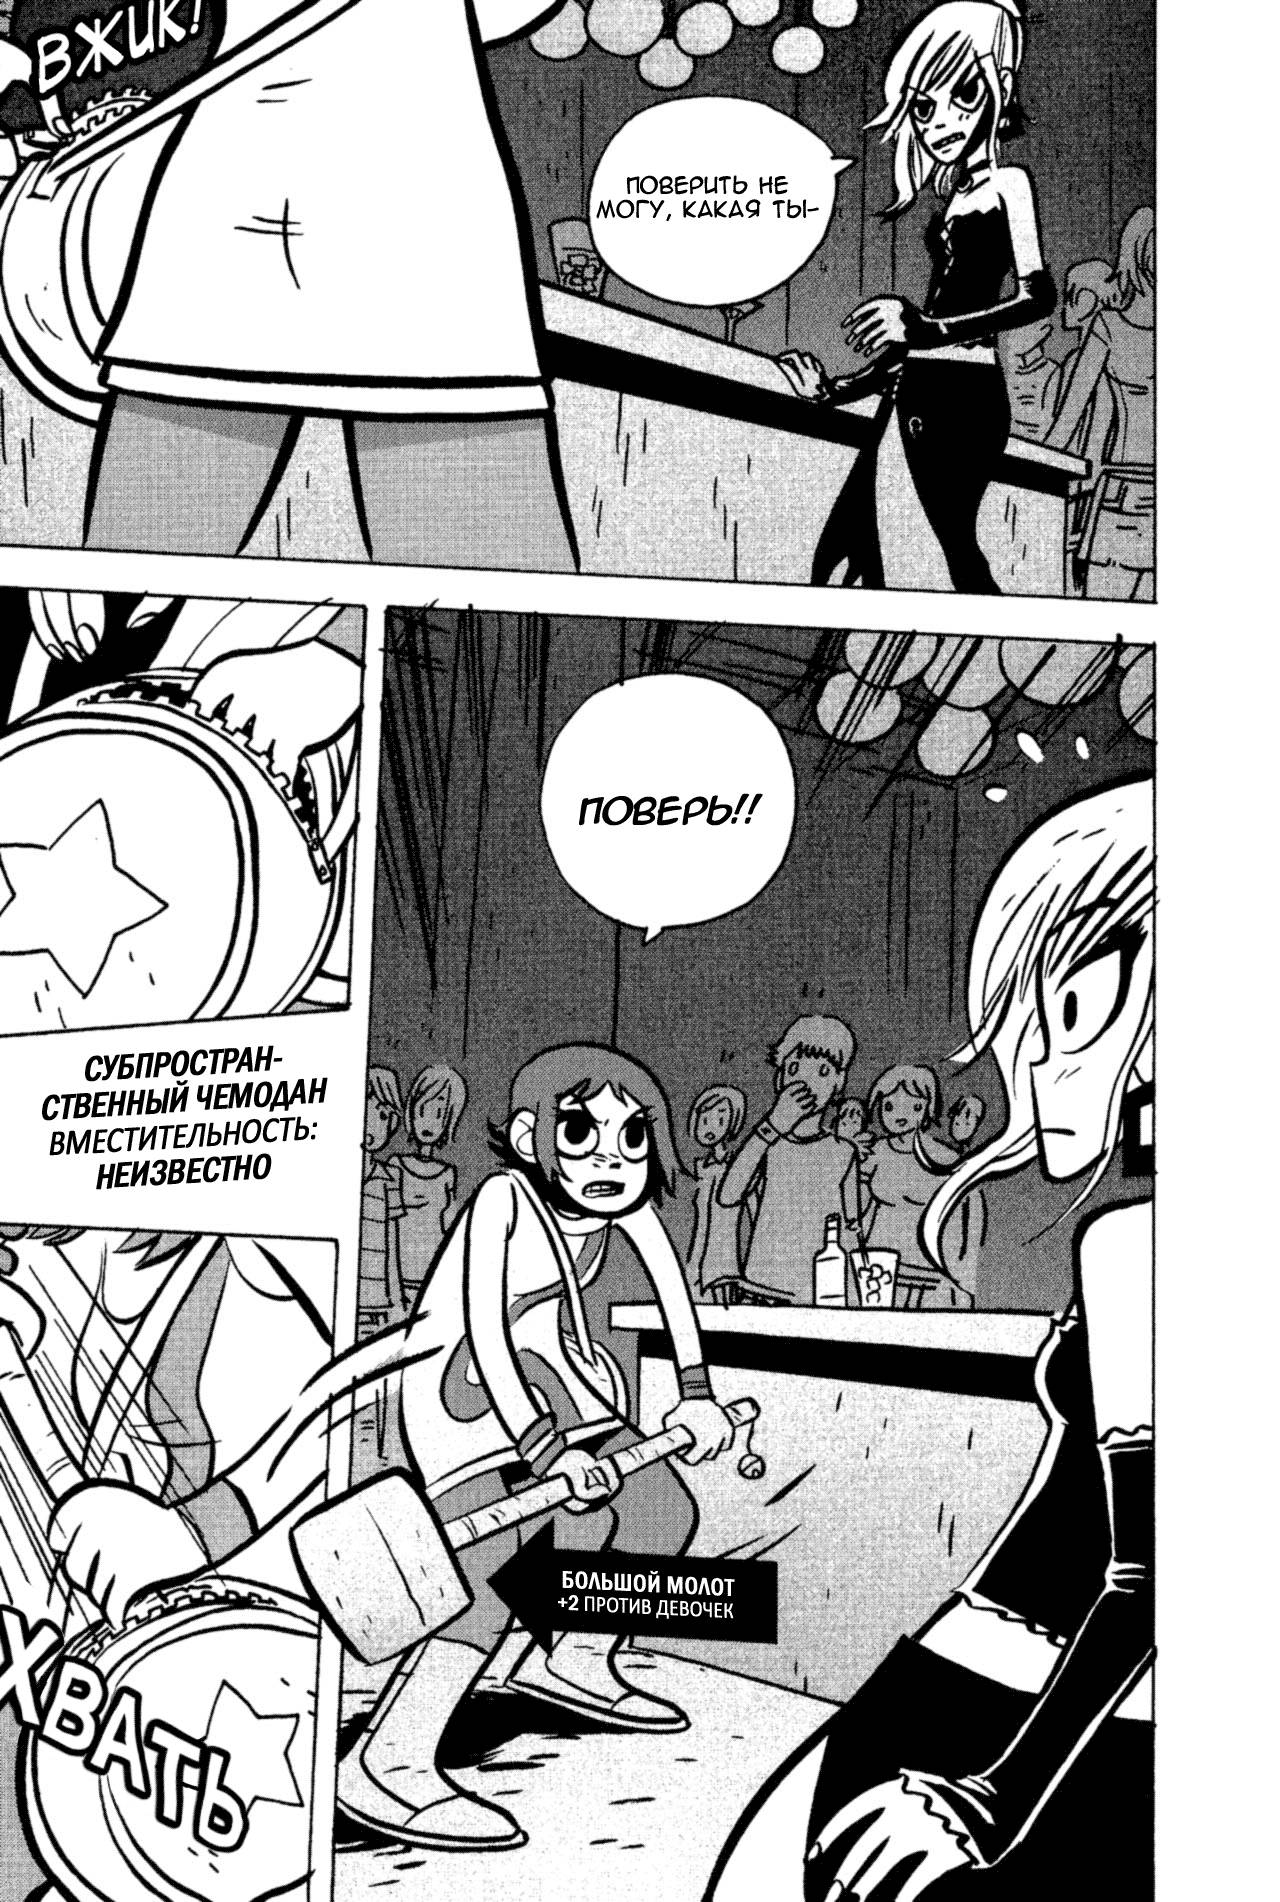 ВЖИК!
ПОВЕРИТЬ НЕ
МОГУ, КАКАЯ ТЫ-
ПОВЕРЬ!!
СУБПРОСТРАН-
СТВЕННЫЙ ЧЕМОДАН
ВМЕСТИТЕЛЬНОСТЬ:
НЕИЗВЕСТНО
БОЛЬШОЙ МОЛОТ
+2 ПРОТИВ ДЕВОЧЕК
ХВАТЬ